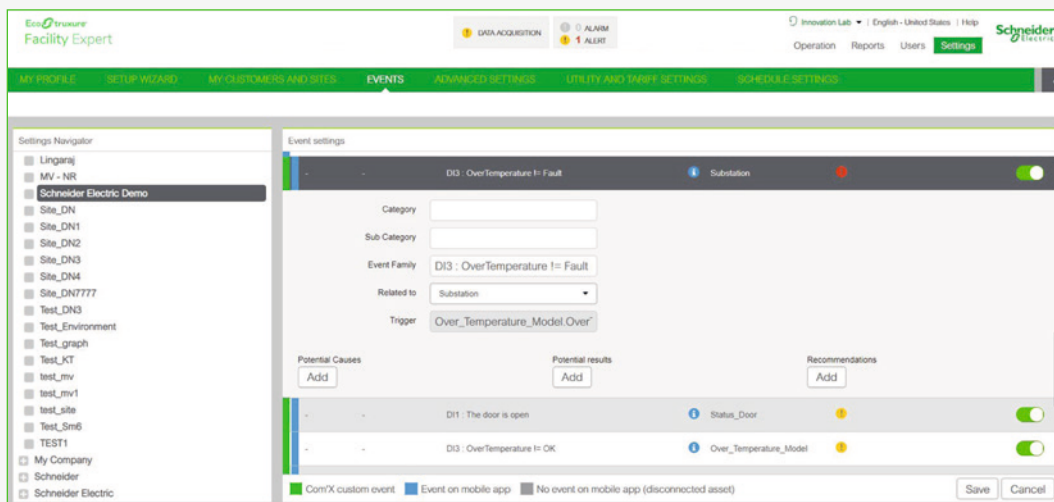 EcoStruxure
Facility Expert
DATA ACQUISITION
0 ALARM
1 ALERT
Innovation Lab | English - United States | Help
Operation Reports Users Settings
Schneider
Electric
MY PROFILE SETUP WIZARD MY CUSTOMERS AND SITES EVENTS ADVANCED SETTINGS UTILITY AND TARIFF SETTINGS SCHEDULE SETTINGS
Settings Navigator
Lingaraj
MV - NR
Schneider Electric Demo
Site_DN
Site_DN1
Site_DN2
Site_DN3
Site_DN4
Site_DN7777
Test_DN3
Test_Environment
Test_graph
Test_KT
test_mv
test_mv1
test_site
Test_Sm6
TEST1
My Company
Schneider
Schneider Electric
Event settings
- - DI3 : OverTemperature != Fault Substation
Category
Sub Category
Event Family DI3 : OverTemperature != Fault
Related to Substation
Trigger Over_Temperature_Model.Over
Potential Causes Potential results Recommendations
Add Add Add
- - DI1 : The door is open Status_Door
- - DI3 : OverTemperature != OK Over_Temperature_Model
Com'X custom event Event on mobile app No event on mobile app (disconnected asset)
Save Cancel